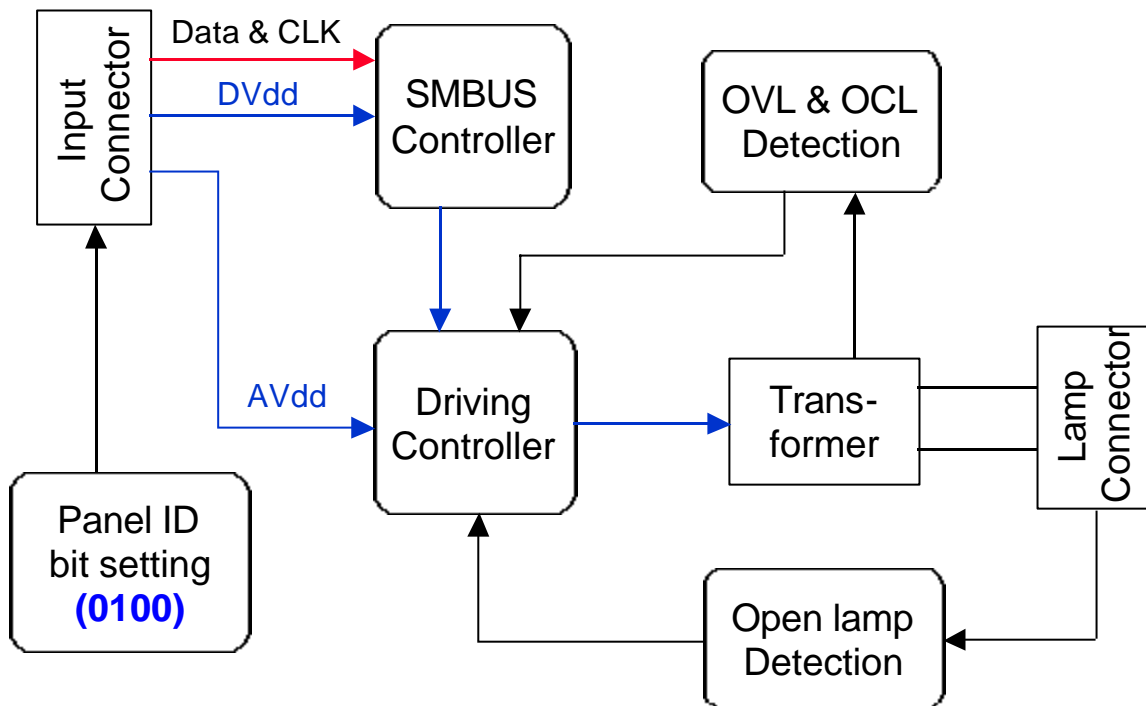 Data & CLK
DVdd
AVdd
Input
Connector
SMBUS
Controller
OVL & OCL
Detection
Driving
Controller
Trans-
former
Lamp
Connector
Panel ID
bit setting
(0100)
Open lamp
Detection